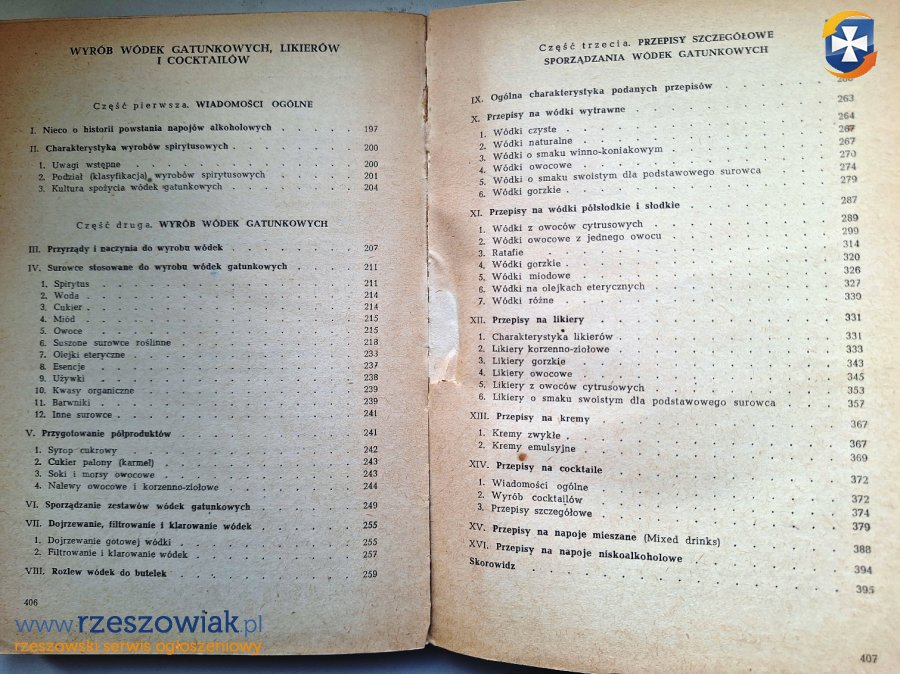 WYRÓB WÓDEK GATUNKOWYCH, LIKIERÓW
I COCKTAILÓW
Część pierwsza. WIADOMOŚCI OGÓLNE
I. Nieco o historii powstania napojów alkoholowych . . . . . . 197
II. Charakterystyka wyrobów spirytusowych . . . . . . . . 200
1. Uwagi wstępne . . . . . . . . . . . . 200
2. Podział (klasyfikacja) wyrobów spirytusowych . . . . . . 201
3. Kultura spożycia wódek gatunkowych . . . . . . . . 204
Część druga. WYRÓB WÓDEK GATUNKOWYCH
III. Przyrządy i naczynia do wyrobu wódek . . . . . . . . 207
IV. Surowce stosowane do wyrobu wódek gatunkowych . . . . . 211
1. Spirytus . . . . . . . . . . . . 211
2. Woda . . . . . . . . . . . . 214
3. Cukier . . . . . . . . . . . . 214
4. Miód . . . . . . . . . . . . 215
5. Owoce . . . . . . . . . . . . 215
6. Suszone surowce roślinne . . . . . . . . . 218
7. Olejki eteryczne . . . . . . . . . . . 233
8. Esencje . . . . . . . . . . . . 237
9. Używki . . . . . . . . . . . . 238
10. Kwasy organiczne . . . . . . . . . . 239
11. Barwniki . . . . . . . . . . . . 239
12. Inne surowce . . . . . . . . . . . 241
V. Przygotowanie półproduktów . . . . . . . . . . 241
1. Syrop cukrowy . . . . . . . . . . . 242
2. Cukier palony (karmel) . . . . . . . . . 243
3. Soki i morsy owocowe . . . . . . . . . 243
4. Nalewy owocowe i korzenno-ziołowe . . . . . . . 244
VI. Sporządzanie zestawów wódek gatunkowych . . . . . . 249
VII. Dojrzewanie, filtrowanie i klarowanie wódek . . . . . . 255
1. Dojrzewanie gotowej wódki . . . . . . . . . 255
2. Filtrowanie i klarowanie wódek . . . . . . . . 257
VIII. Rozlew wódek do butelek . . . . . . . . . . 259
406
Część trzecia. PRZEPISY SZCZEGÓŁOWE
SPORZĄDZANIA WÓDEK GATUNKOWYCH
IX. Ogólna charakterystyka podanych przepisów . . . . . . 260
X. Przepisy na wódki wytrawne . . . . . . . . . 263
1. Wódki czyste . . . . . . . . . . . 264
2. Wódki naturalne . . . . . . . . . . 267
3. Wódki o smaku winno-koniakowym . . . . . . . 267
4. Wódki owocowe . . . . . . . . . . 270
5. Wódki o smaku swoistym dla podstawowego surowca . . . 274
6. Wódki gorzkie . . . . . . . . . . . 279
XI. Przepisy na wódki półsłodkie i słodkie . . . . . . . 287
1. Wódki z owoców cytrusowych . . . . . . . . 289
2. Wódki owocowe z jednego owocu . . . . . . . 299
3. Ratafie . . . . . . . . . . . . 314
4. Wódki gorzkie . . . . . . . . . . . 320
5. Wódki miodowe . . . . . . . . . . . 326
6. Wódki na olejkach eterycznych . . . . . . . . 327
7. Wódki różne . . . . . . . . . . . 330
XII. Przepisy na likiery . . . . . . . . . . . 331
1. Charakterystyka likierów . . . . . . . . . 331
2. Likiery korzenno-ziołowe . . . . . . . . . 333
3. Likiery gorzkie . . . . . . . . . . . 343
4. Likiery owocowe . . . . . . . . . . 345
5. Likiery z owoców cytrusowych . . . . . . . . 353
6. Likiery o smaku swoistym dla podstawowego surowca . . . 357
XIII. Przepisy na kremy . . . . . . . . . . . 367
1. Kremy zwykłe . . . . . . . . . . . 367
2. Kremy emulsyjne . . . . . . . . . . 369
XIV. Przepisy na cocktaile . . . . . . . . . . 372
1. Wiadomości ogólne . . . . . . . . . . 372
2. Wyrób cocktailów . . . . . . . . . . 374
3. Przepisy szczegółowe . . . . . . . . . . 379
XV. Przepisy na napoje mieszane (Mixed drinks) . . . . . . 388
XVI. Przepisy na napoje niskoalkoholowe . . . . . . . 394
Skorowidz . . . . . . . . . . . . . 395
407
www.rzeszowiak.pl
rzeszowski serwis ogłoszeniowy